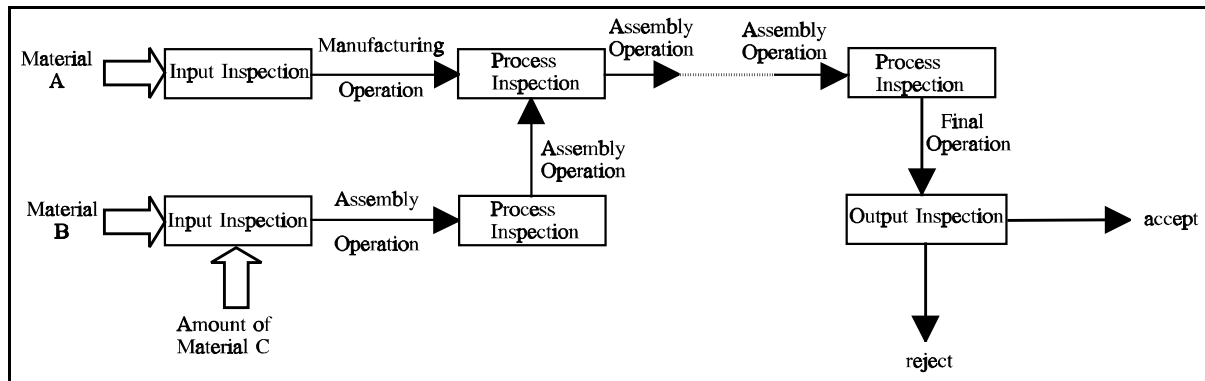 Material
A
Input Inspection
Manufacturing
Operation
Process
Inspection
Assembly
Operation
Assembly
Operation
Process
Inspection
Final
Operation
Assembly
Operation
Material
B
Input Inspection
Assembly
Operation
Process
Inspection
Output Inspection
accept
Amount of
Material C
reject